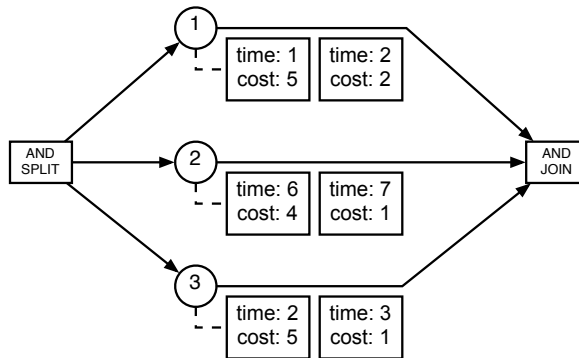 1
time: 1
cost: 5
time: 2
cost: 2
AND
SPLIT
2
AND
JOIN
time: 6
cost: 4
time: 7
cost: 1
3
time: 2
cost: 5
time: 3
cost: 1